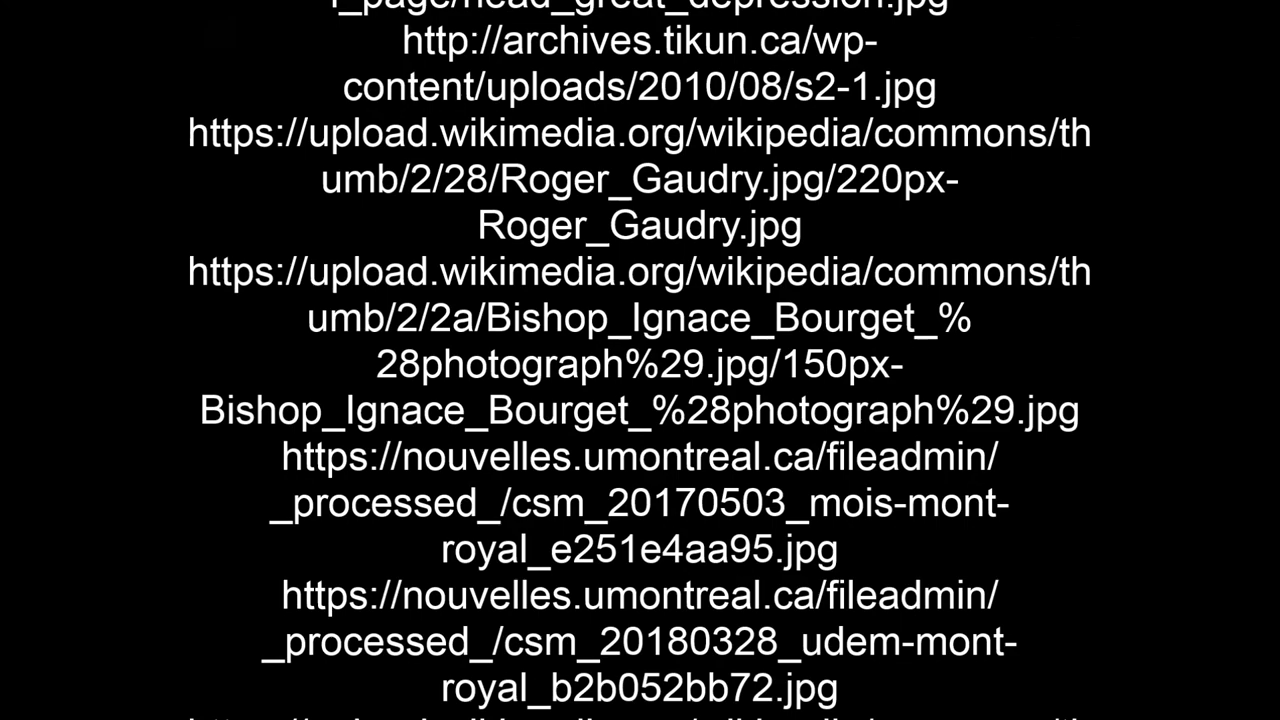 l_page/head_great_depression.jpg
http://archives.tikun.ca/wp-
content/uploads/2010/08/s2-1.jpg
https://upload.wikimedia.org/wikipedia/commons/th
umb/2/28/Roger_Gaudry.jpg/220px-
Roger_Gaudry.jpg
https://upload.wikimedia.org/wikipedia/commons/th
umb/2/2a/Bishop_Ignace_Bourget_%
28photograph%29.jpg/150px-
Bishop_Ignace_Bourget_%28photograph%29.jpg
https://nouvelles.umontreal.ca/fileadmin/
_processed_/csm_20170503_mois-mont-
royal_e251e4aa95.jpg
https://nouvelles.umontreal.ca/fileadmin/
_processed_/csm_20180328_udem-mont-
royal_b2b052bb72.jpg